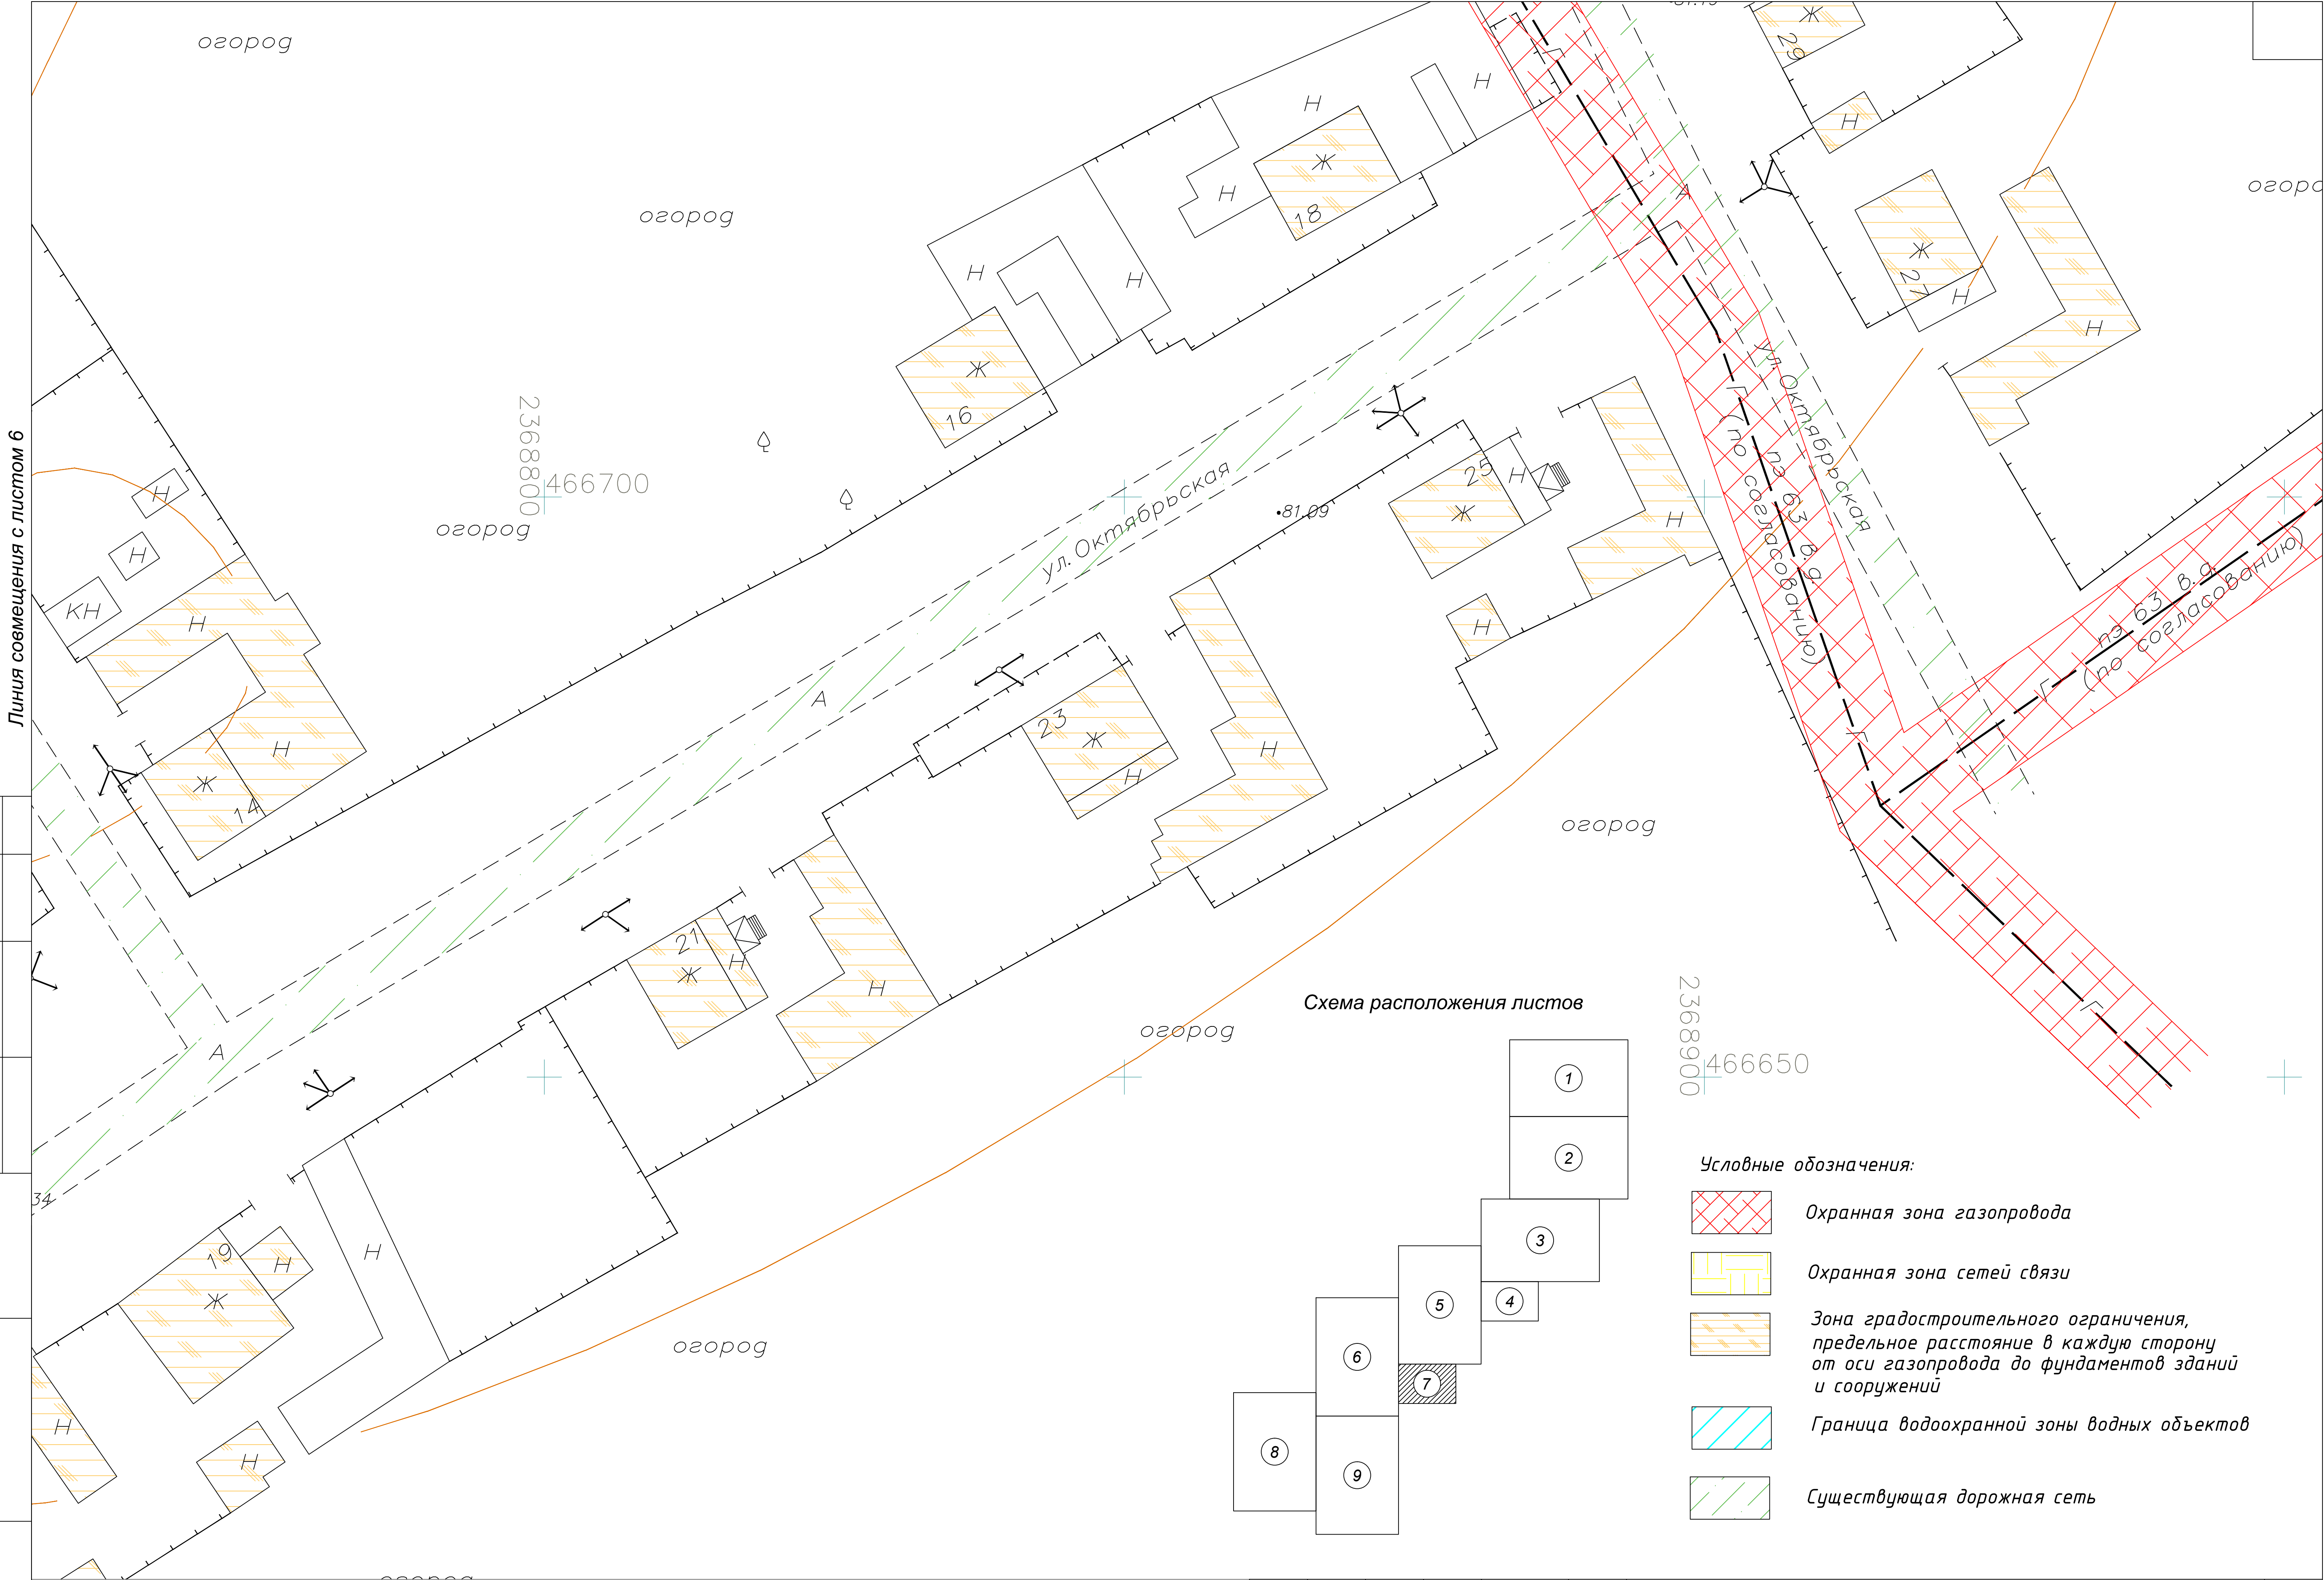 огород
Ж
29
Н
Н
Н
Ж
18
Н
Н
А
огород
Ж
27
Н
Н
огород
Н
Н
Ж
16
ул. Октябрьская
Г
пэ 63 в.д.
(по согласованию)
Линия совмещения с листом 6
2368800
466700
огород
ул. Октябрьская
81.09
25
Ж
Н
Н
Н
Н
Н
КН
Н
Н
Ж
14
А
23
Ж
Н
Н
пэ 63 в.д.
(по согласованию)
Г
Г
огород
21
Ж
Н
Н
А
огород
Г
2368900
466650
34
19
Ж
Н
Н
Н
Н
огород
Схема расположения листов
1
2
3
4
5
6
7
8
9
Условные обозначения:
Охранная зона газопровода
Охранная зона сетей связи
Зона градостроительного ограничения,
предельное расстояние в каждую сторону
от оси газопровода до фундаментов зданий
и сооружений
Граница водоохранной зоны водных объектов
Существующая дорожная сеть